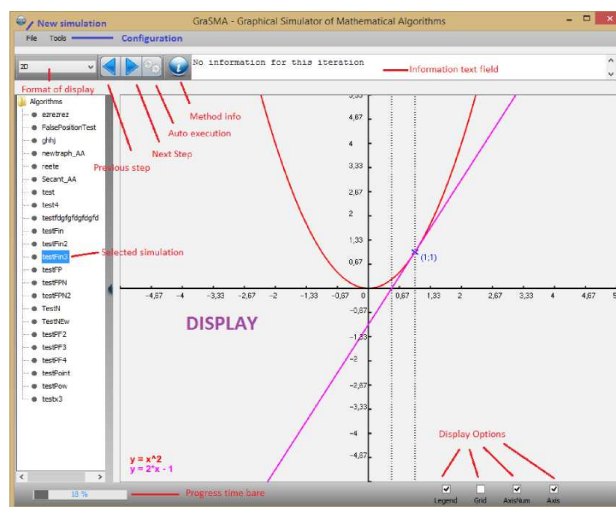 New simulation
GraSMA - Graphical Simulator of Mathematical Algorithms
File Tools Configuration
2D
No information for this iteration
Information text field
Format of display
Method info
Auto execution
Next Step
Previous step
Algorithms
ezrezrez
FalsePositionTest
ghhj
newtraph_AA
reete
Secant_AA
test
test4
testfdgfgfdgfdgfd
testFin
testFin2
testFin3
Selected simulation
testFP
testFPN
testFPN2
TestN
TestNEw
testPF2
testPF3
testPF4
testPoint
testPow
testx3
5,33
4,67
4
3,33
2,67
2
1,33
0,67
(1;1)
0
-4,67 -4 -3,33 -2,67 -2 -1,33 -0,67 0 0,67 1,33 2 2,67 3,33 4 4,67 5
-0,67
DISPLAY
-1,33
-2
-2,67
-3,33
-4
-4,67
y = x^2
y = 2*x - 1
Display Options
18 %
Progress time bare
Legend Grid AxisNum Axis